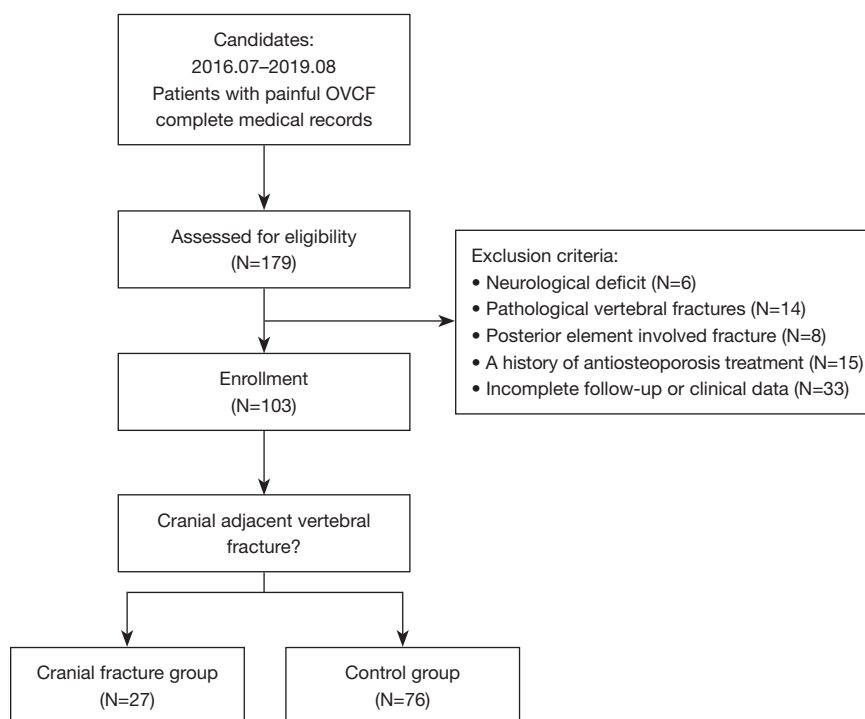 Candidates:
2016.07–2019.08
Patients with painful OVCF
complete medical records
Assessed for eligibility
(N=179)
Exclusion criteria:
• Neurological deficit (N=6)
• Pathological vertebral fractures (N=14)
• Posterior element involved fracture (N=8)
• A history of antiosteoporosis treatment (N=15)
• Incomplete follow-up or clinical data (N=33)
Enrollment
(N=103)
Cranial adjacent vertebral
fracture?
Cranial fracture group
(N=27)
Control group
(N=76)